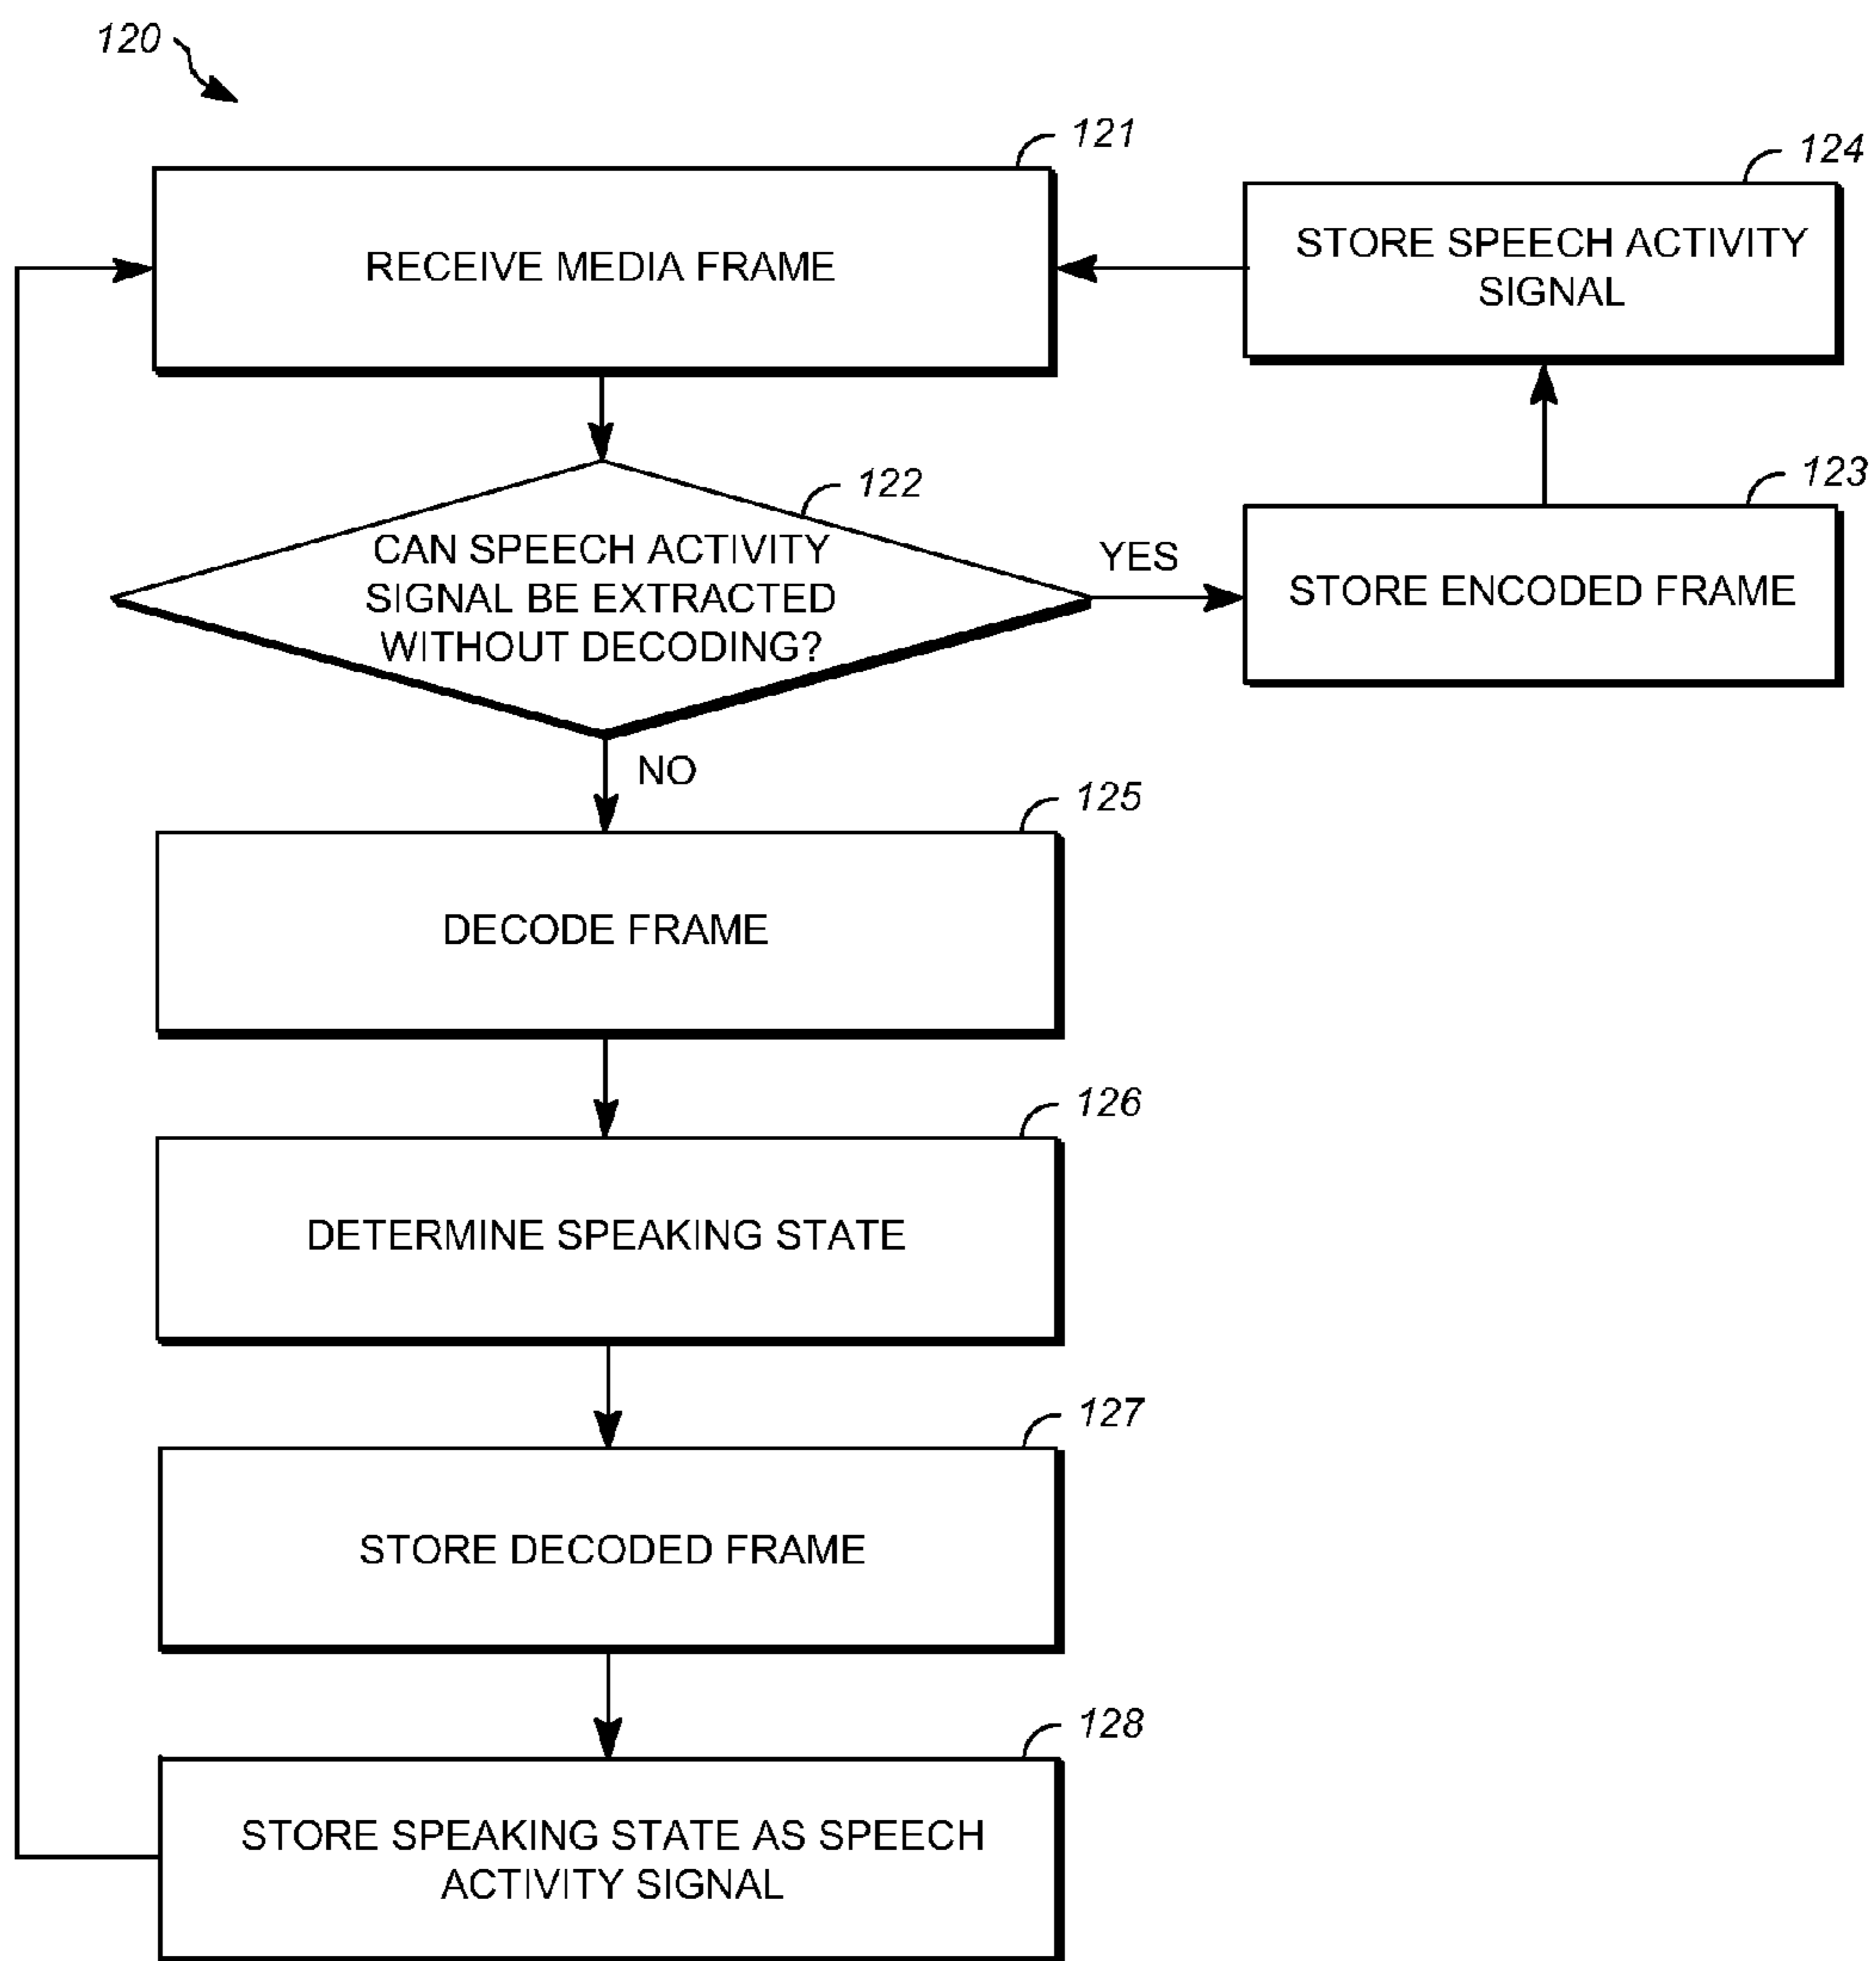 120
121
RECEIVE MEDIA FRAME
124
STORE SPEECH ACTIVITY
SIGNAL
122
CAN SPEECH ACTIVITY
SIGNAL BE EXTRACTED
WITHOUT DECODING?
YES
123
STORE ENCODED FRAME
NO
125
DECODE FRAME
126
DETERMINE SPEAKING STATE
127
STORE DECODED FRAME
128
STORE SPEAKING STATE AS SPEECH
ACTIVITY SIGNAL